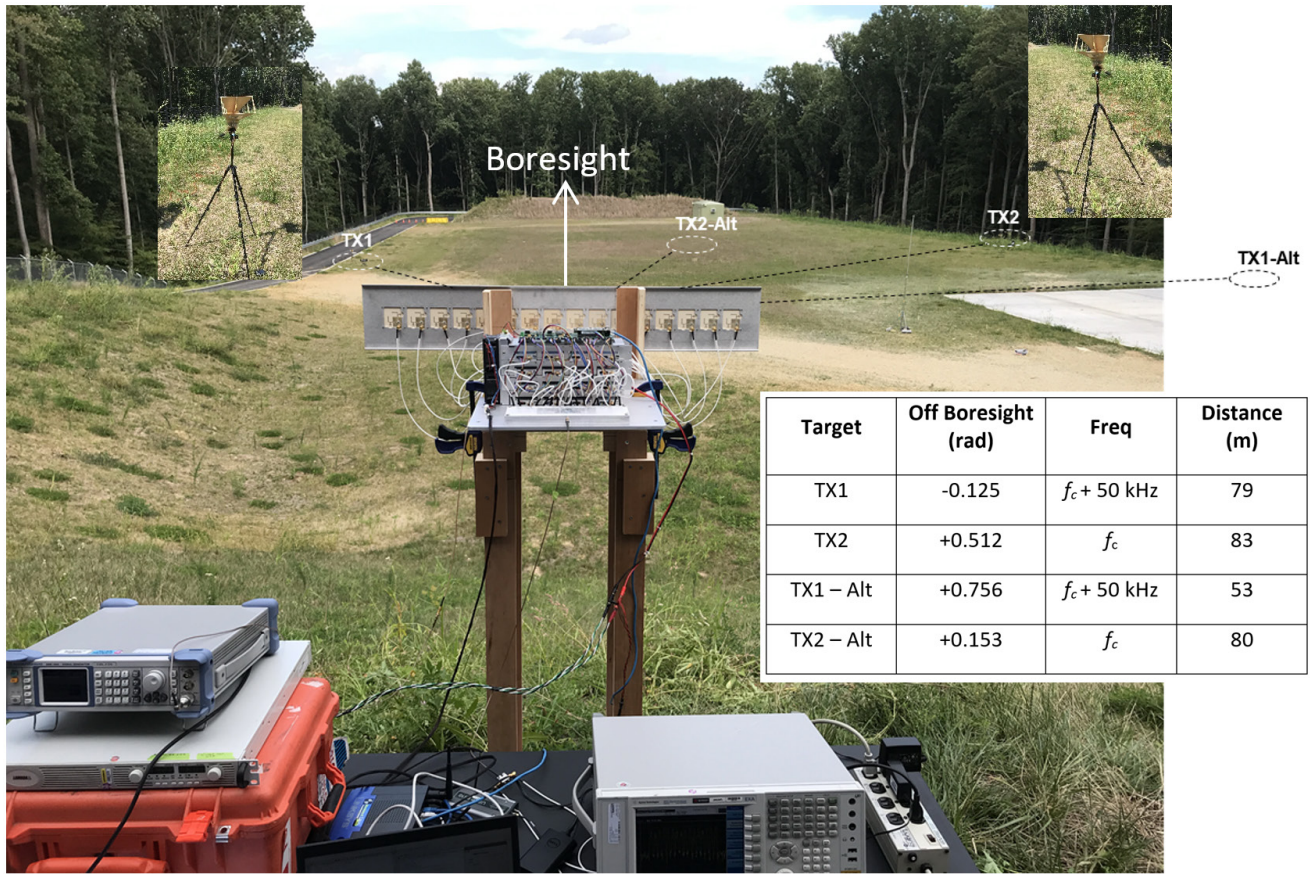 Boresight
TX1
TX2-Alt
TX2
TX1-Alt
Target Off Boresight (rad) Freq Distance (m)
TX1 -0.125 fc + 50 kHz 79
TX2 +0.512 fc 83
TX1 – Alt +0.756 fc + 50 kHz 53
TX2 – Alt +0.153 fc 80